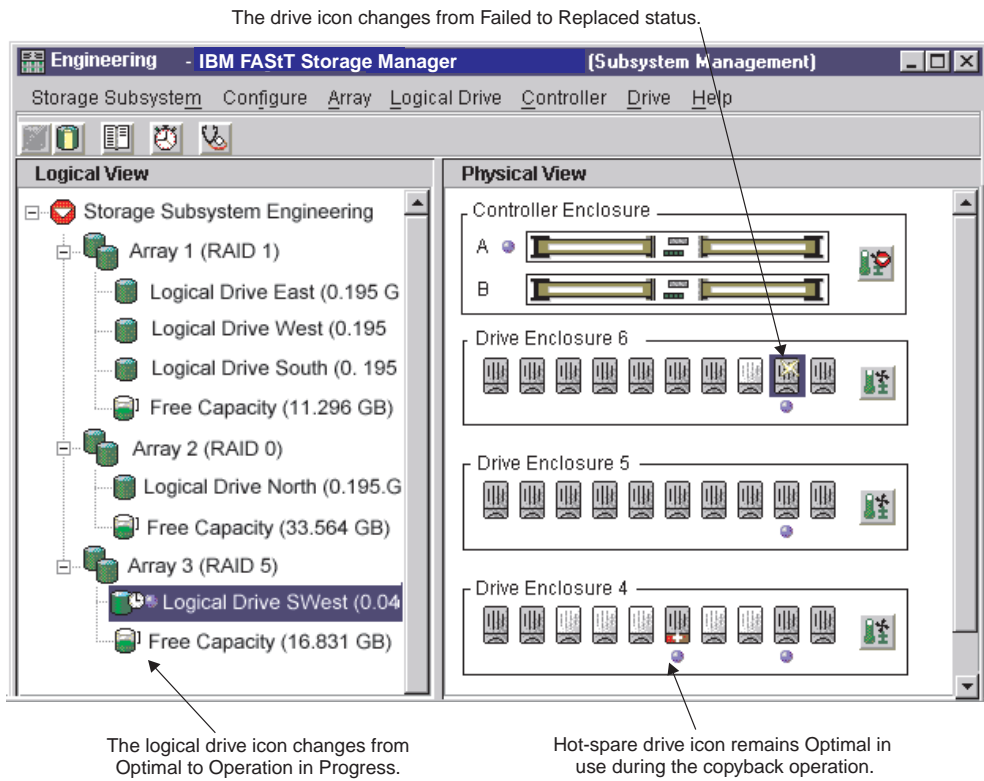 The drive icon changes from Failed to Replaced status.
Engineering - IBM FAStT Storage Manager (Subsystem Management)
Storage Subsystem Configure Array Logical Drive Controller Drive Help
Logical View
Storage Subsystem Engineering
Array 1 (RAID 1)
Logical Drive East (0.195 G
Logical Drive West (0.195
Logical Drive South (0. 195
Free Capacity (11.296 GB)
Array 2 (RAID 0)
Logical Drive North (0.195.G
Free Capacity (33.564 GB)
Array 3 (RAID 5)
Logical Drive SWest (0.04
Free Capacity (16.831 GB)
Physical View
Controller Enclosure
A
B
Drive Enclosure 6
Drive Enclosure 5
Drive Enclosure 4
The logical drive icon changes from
Optimal to Operation in Progress.
Hot-spare drive icon remains Optimal in
use during the copyback operation.